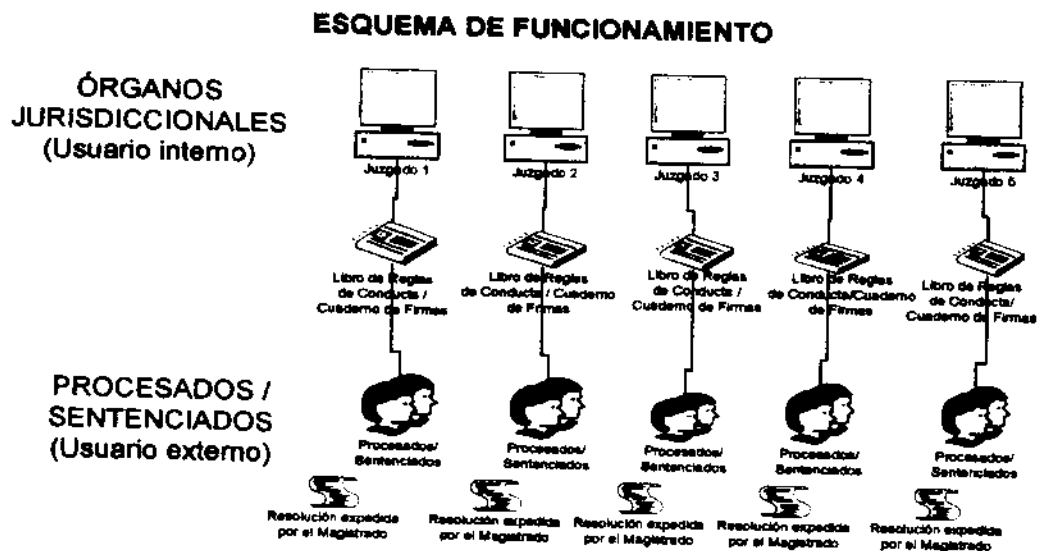 ESQUEMA DE FUNCIONAMIENTO
ÓRGANOS
JURISDICCIONALES
(Usuario interno)
Juzgado 1
Juzgado 2
Juzgado 3
Juzgado 4
Juzgado 5
Libro de Reglas
de Conducta /
Cuaderno de Firmas
Libro de Reglas
de Conducta / Cuaderno
de Firmas
Libro de Reglas
de Conducta /
Cuaderno de Firmas
Libro de Reglas
de Conducta/Cuaderno
de Firmas
Libro de Reglas
de Conducta/
Cuaderno de Firmas
PROCESADOS /
SENTENCIADOS
(Usuario externo)
Procesados/
Sentenciados
Procesados/
Sentenciados
Procesados/
Sentenciados
Procesados/
Sentenciados
Procesados/
Sentenciados
Resolución expedida
por el Magistrado
Resolución expedida
por el Magistrado
Resolución expedida
por el Magistrado
Resolución expedida
por el Magistrado
Resolución expedida
por el Magistrado